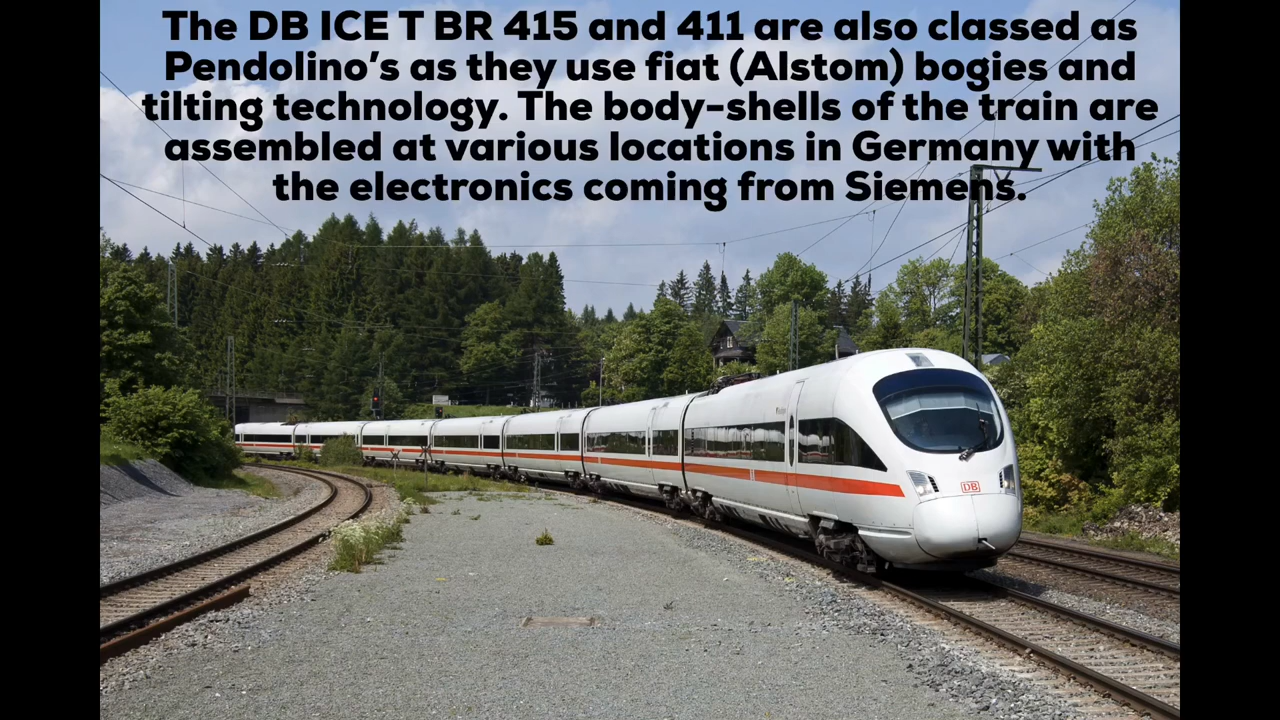 The DB ICE T BR 415 and 411 are also classed as
Pendolino’s as they use fiat (Alstom) bogies and
tilting technology. The body-shells of the train are
assembled at various locations in Germany with
the electronics coming from Siemens.
DB